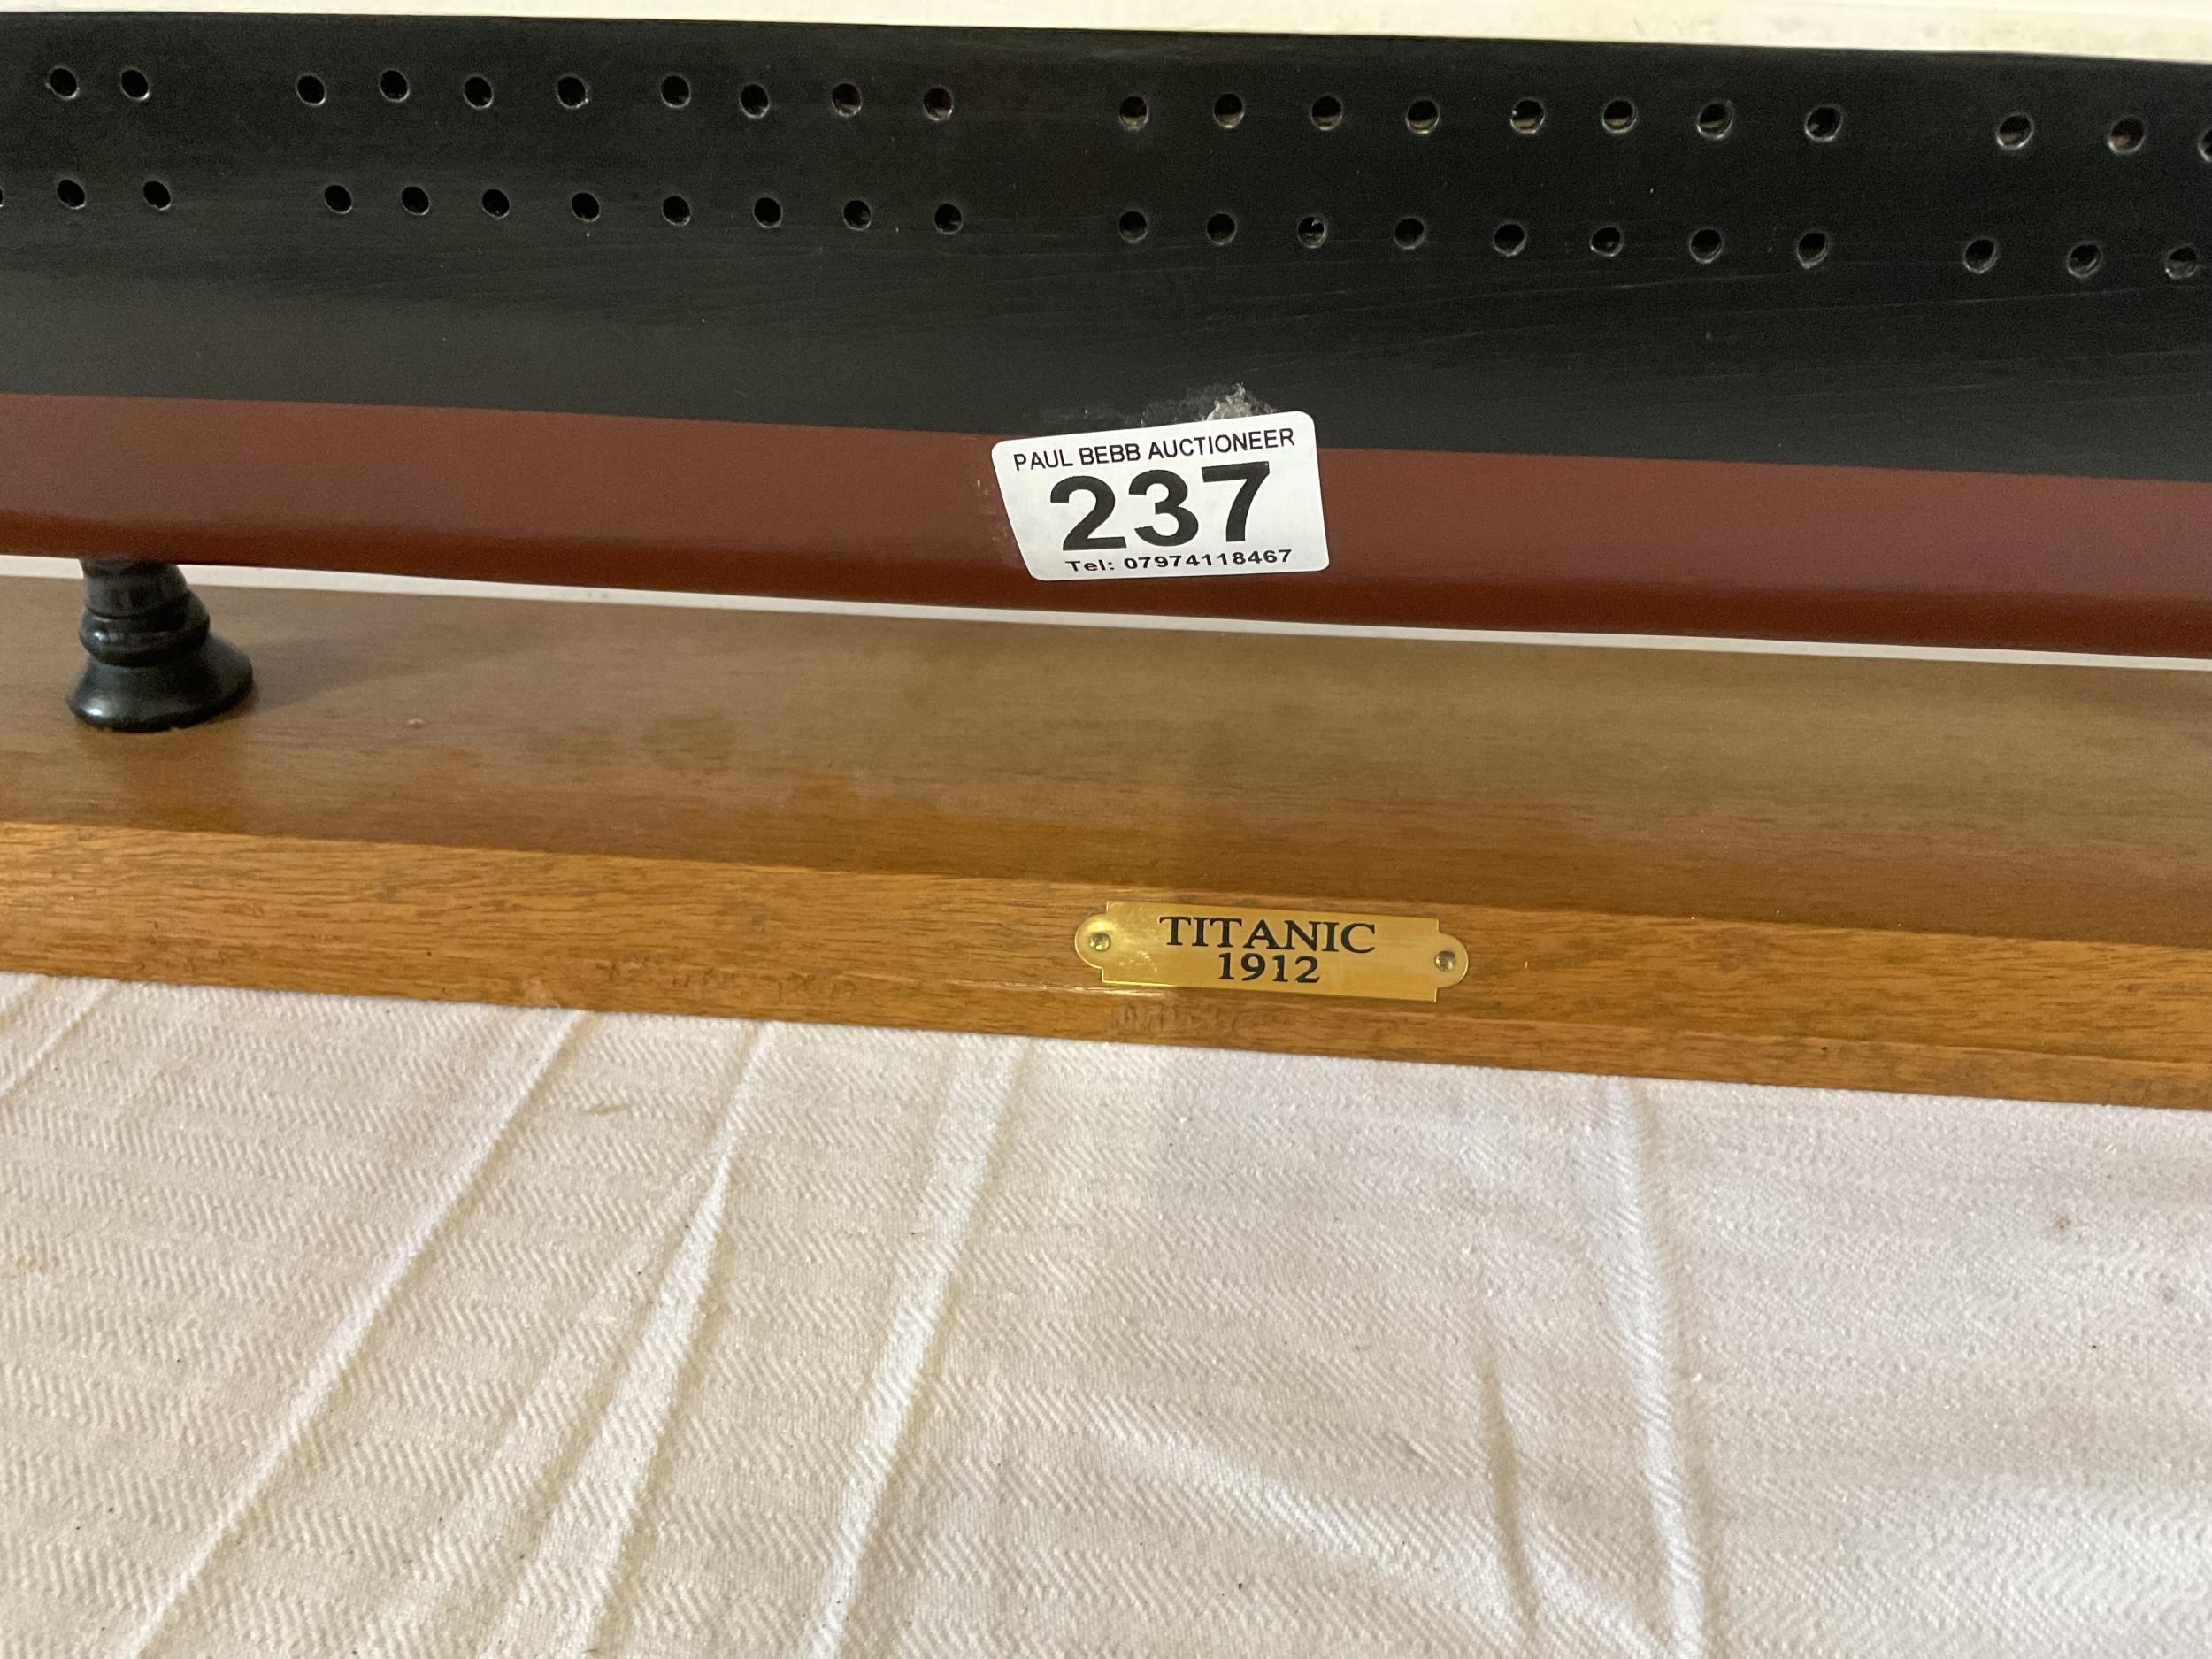 PAUL BEBB AUCTIONEER
237
Tel: 07974118467
TITANIC
1912